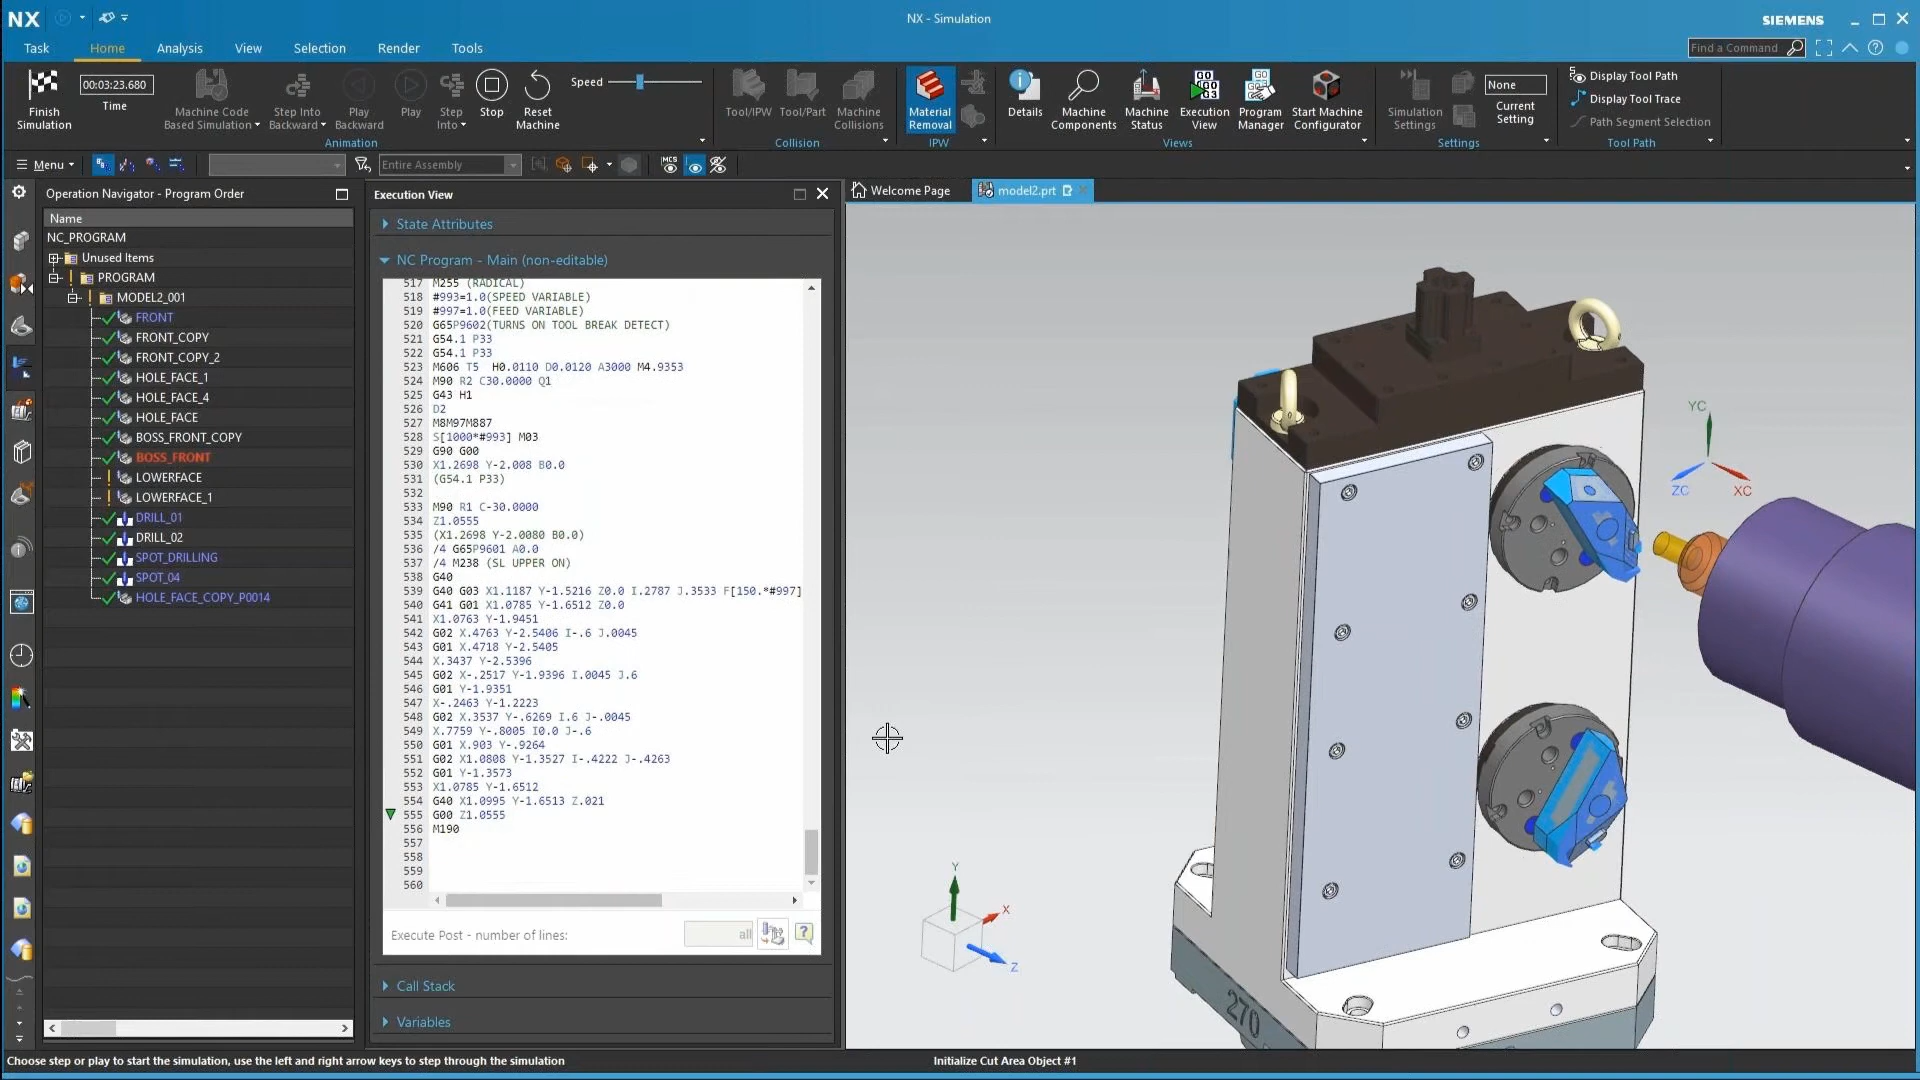 NX
NX - Simulation
SIEMENS
Task
Home
Analysis
View
Selection
Render
Tools
Find a Command
Finish Simulation
00:03:23.680
Time
Machine Code Based Simulation
Step Into Backward
Play Backward
Play
Step Into
Stop
Reset Machine
Speed
Animation
Tool/IPW
Tool/Part
Machine Collisions
Collision
Material Removal
IPW
Details
Machine Components
Machine Status
Execution View
Program Manager
Start Machine Configurator
Views
Simulation Settings
None
Current Setting
Settings
Display Tool Path
Display Tool Trace
Path Segment Selection
Tool Path
Menu
Entire Assembly
MCS
Operation Navigator - Program Order
Name
NC_PROGRAM
Unused Items
PROGRAM
MODEL2_001
FRONT
FRONT_COPY
FRONT_COPY_2
HOLE_FACE_1
HOLE_FACE_4
HOLE_FACE
BOSS_FRONT_COPY
BOSS_FRONT
LOWERFACE
LOWERFACE_1
DRILL_01
DRILL_02
SPOT_DRILLING
SPOT_04
HOLE_FACE_COPY_P0014
Execution View
State Attributes
NC Program - Main (non-editable)
517 M255 (RADICAL)
518 #993=1.0(SPEED VARIABLE)
519 #997=1.0(FEED VARIABLE)
520 G65P9602(TURNS ON TOOL BREAK DETECT)
521 G54.1 P33
522 G54.1 P33
523 M606 T5 H0.0110 D0.0120 A3000 M4.9353
524 M90 R2 C30.0000 Q1
525 G43 H1
526 D2
527 M8M97M887
528 S[1000*#993] M03
529 G90 G00
530 X1.2698 Y-2.008 B0.0
531 (G54.1 P33)
532
533 M90 R1 C-30.0000
534 Z1.0555
535 (X1.2698 Y-2.0080 B0.0)
536 /4 G65P9601 A0.0
537 /4 M238 (SL UPPER ON)
538 G40
539 G40 G03 X1.1187 Y-1.5216 Z0.0 I.2787 J.3533 F[150.*#997]
540 G41 G01 X1.0785 Y-1.6512 Z0.0
541 X1.0763 Y-1.9451
542 G02 X.4763 Y-2.5406 I-.6 J.0045
543 G01 X.4718 Y-2.5405
544 X.3437 Y-2.5396
545 G02 X-.2517 Y-1.9396 I.0045 J.6
546 G01 Y-1.9351
547 X-.2463 Y-1.2223
548 G02 X.3537 Y-.6269 I.6 J-.0045
549 X.7759 Y-.8005 I0.0 J-.6
550 G01 X.903 Y-.9264
551 G02 X1.0808 Y-1.3527 I-.4222 J-.4263
552 G01 Y-1.3573
553 X1.0785 Y-1.6512
554 G40 X1.0995 Y-1.6513 Z.021
555 G00 Z1.0555
556 M190
557
558
559
560
Execute Post - number of lines:
all
Call Stack
Variables
Welcome Page
model2.prt
YC
ZC
XC
Y
X
Z
270
Choose step or play to start the simulation, use the left and right arrow keys to step through the simulation
Initialize Cut Area Object #1